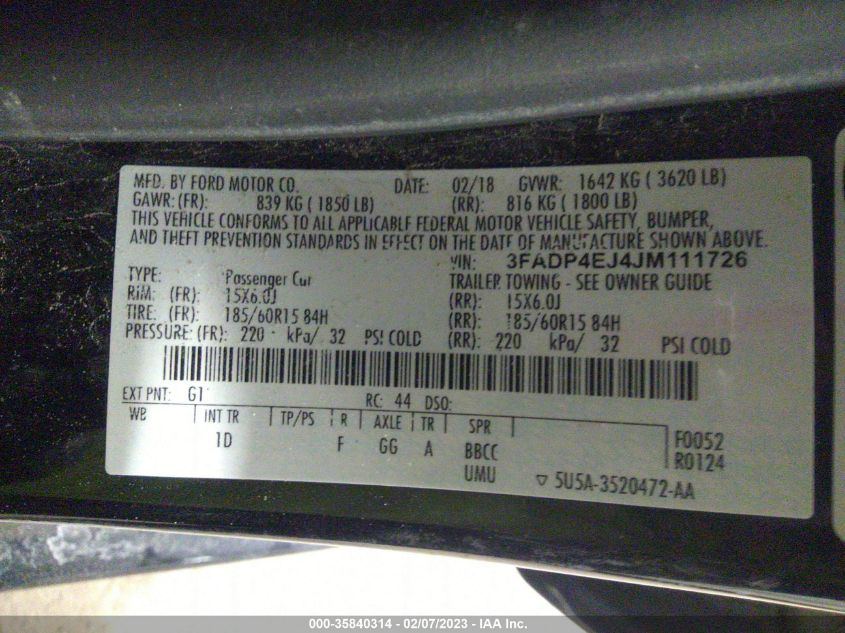 MFD. BY FORD MOTOR CO. DATE: 02/18 GVWR: 1642 KG ( 3620 LB)
GAWR: (FR): 839 KG ( 1850 LB) (RR): 816 KG ( 1800 LB)
THIS VEHICLE CONFORMS TO ALL APPLICABLE FEDERAL MOTOR VEHICLE SAFETY, BUMPER,
AND THEFT PREVENTION STANDARDS IN EFFECT ON THE DATE OF MANUFACTURE SHOWN ABOVE.
VIN: 3FADP4EJ4JM111726
TYPE: Passenger Car TRAILER TOWING - SEE OWNER GUIDE
RIM: (FR): 15X6.0J (RR): 15X6.0J
TIRE: (FR): 185/60R15 84H (RR): 185/60R15 84H
PRESSURE: (FR): 220 kPa/ 32 PSI COLD (RR): 220 kPa/ 32 PSI COLD
EXT PNT: G1 RC: 44 DSO:
WB INT TR TP/PS R AXLE TR SPR
1D F GG A BBCC F0052
UMU R0124
5U5A-3520472-AA
000-35840314 - 02/07/2023 - IAA Inc.